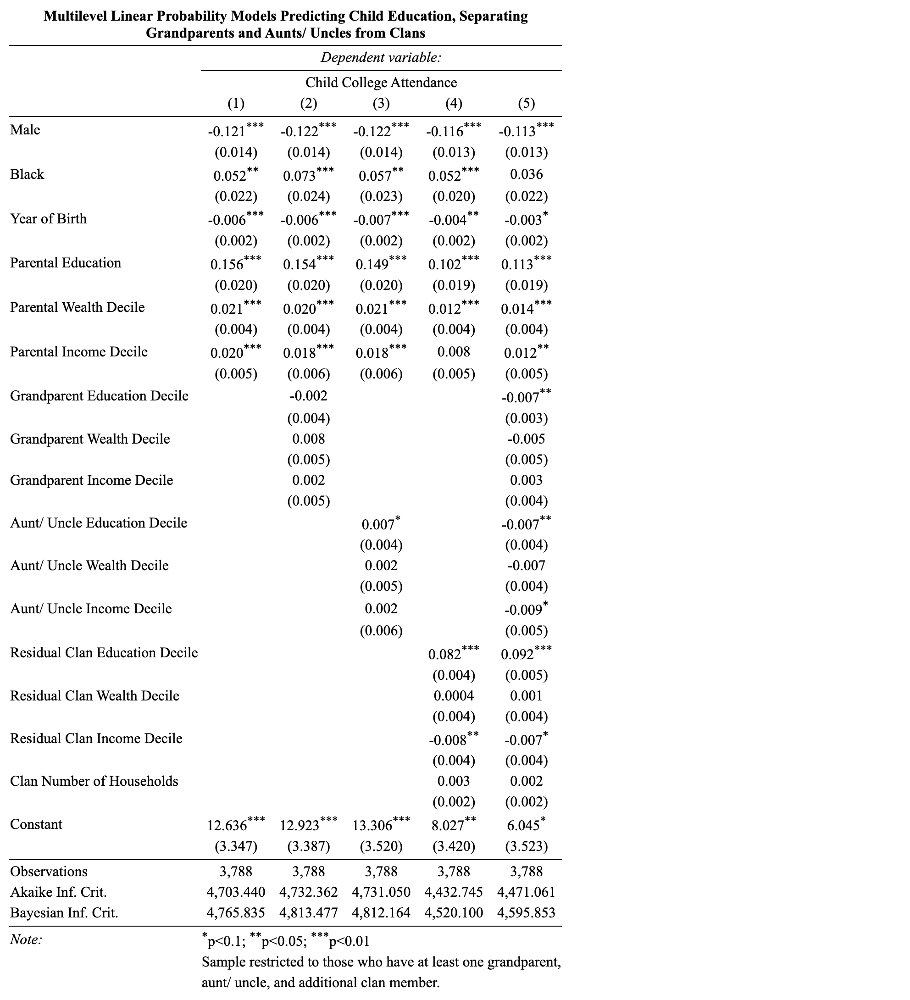 Multilevel Linear Probability Models Predicting Child Education, Separating
Grandparents and Aunts/ Uncles from Clans
Dependent variable:
Child College Attendance
(1) (2) (3) (4) (5)
Male -0.121*** -0.122*** -0.122*** -0.116*** -0.113***
(0.014) (0.014) (0.014) (0.013) (0.013)
Black 0.052** 0.073*** 0.057** 0.052*** 0.036
(0.022) (0.024) (0.023) (0.020) (0.022)
Year of Birth -0.006*** -0.006*** -0.007*** -0.004** -0.003*
(0.002) (0.002) (0.002) (0.002) (0.002)
Parental Education 0.156*** 0.154*** 0.149*** 0.102*** 0.113***
(0.020) (0.020) (0.020) (0.019) (0.019)
Parental Wealth Decile 0.021*** 0.020*** 0.021*** 0.012*** 0.014***
(0.004) (0.004) (0.004) (0.004) (0.004)
Parental Income Decile 0.020*** 0.018*** 0.018*** 0.008 0.012**
(0.005) (0.006) (0.006) (0.005) (0.005)
Grandparent Education Decile -0.002 -0.007**
(0.004) (0.003)
Grandparent Wealth Decile 0.008 -0.005
(0.005) (0.005)
Grandparent Income Decile 0.002 0.003
(0.005) (0.004)
Aunt/ Uncle Education Decile 0.007* -0.007**
(0.004) (0.004)
Aunt/ Uncle Wealth Decile 0.002 -0.007
(0.005) (0.004)
Aunt/ Uncle Income Decile 0.002 -0.009*
(0.006) (0.005)
Residual Clan Education Decile 0.082*** 0.092***
(0.004) (0.005)
Residual Clan Wealth Decile 0.0004 0.001
(0.004) (0.004)
Residual Clan Income Decile -0.008** -0.007*
(0.004) (0.004)
Clan Number of Households 0.003 0.002
(0.002) (0.002)
Constant 12.636*** 12.923*** 13.306*** 8.027** 6.045*
(3.347) (3.387) (3.520) (3.420) (3.523)
Observations 3,788 3,788 3,788 3,788 3,788
Akaike Inf. Crit. 4,703.440 4,732.362 4,731.050 4,432.745 4,471.061
Bayesian Inf. Crit. 4,765.835 4,813.477 4,812.164 4,520.100 4,595.853
Note: *p<0.1; **p<0.05; ***p<0.01
Sample restricted to those who have at least one grandparent,
aunt/ uncle, and additional clan member.